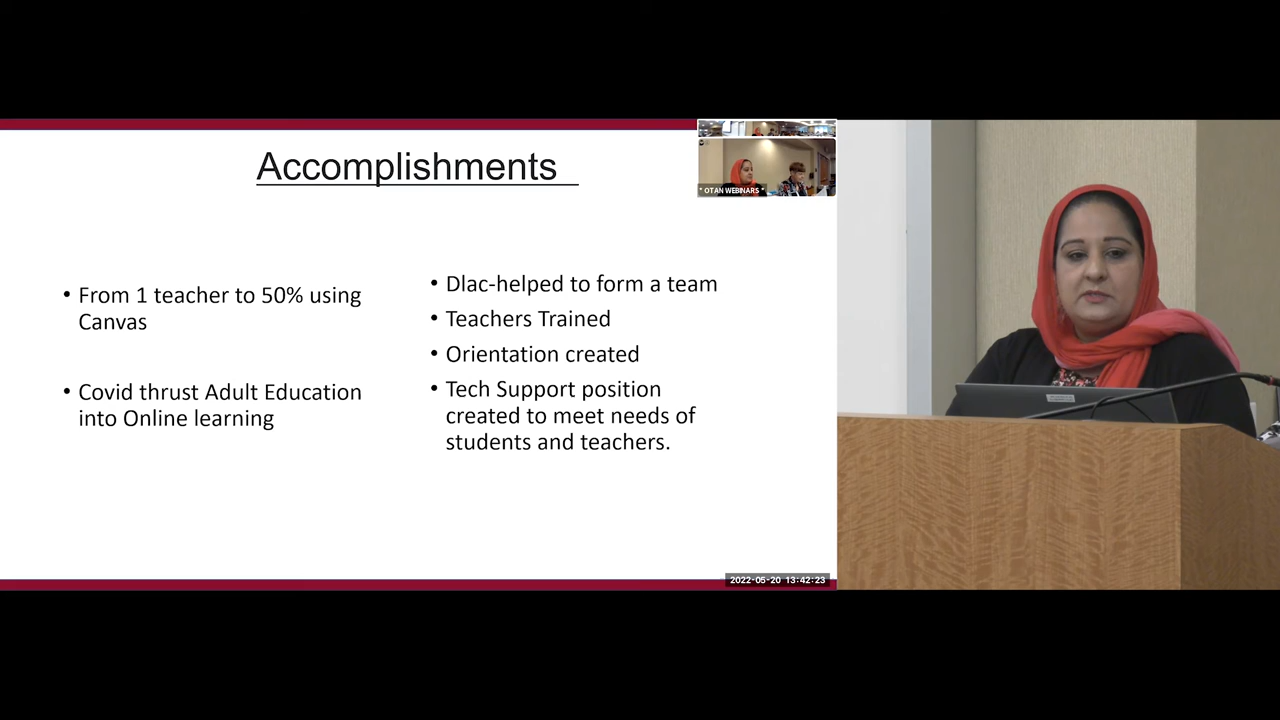 Accomplishments
• From 1 teacher to 50% using
Canvas
• Covid thrust Adult Education
into Online learning
• Dlac-helped to form a team
• Teachers Trained
• Orientation created
• Tech Support position
created to meet needs of
students and teachers.
* OTAN WEBINARS *
2022-05-20 13:42:23